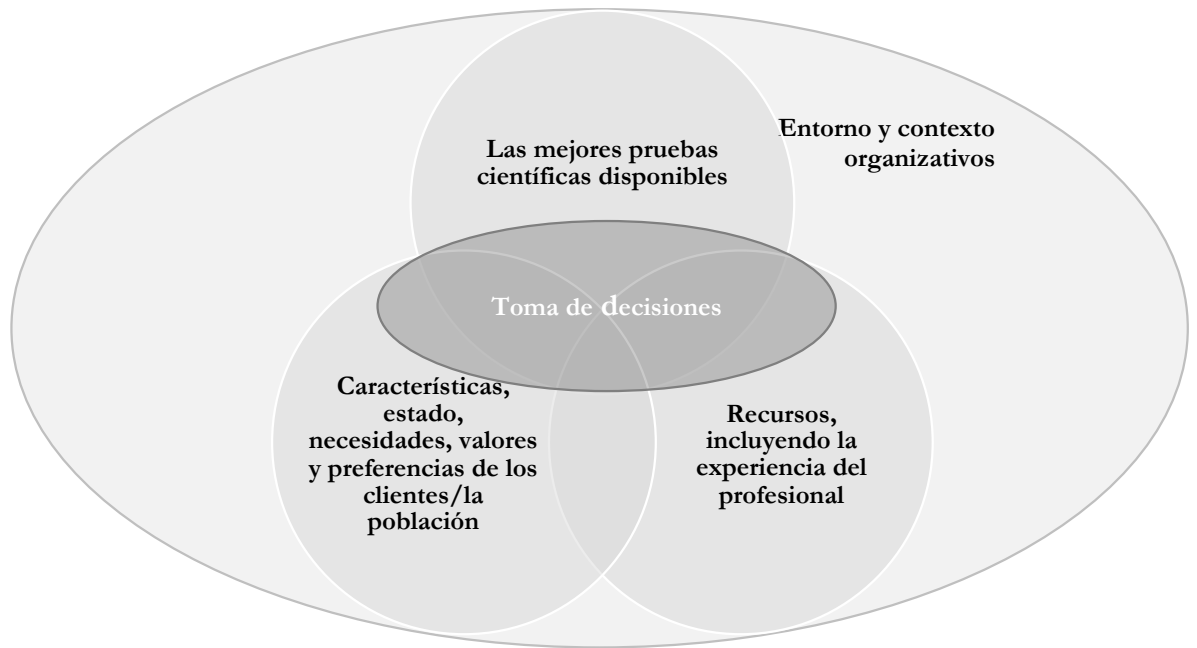 Las mejores pruebas
científicas disponibles
Entorno y contexto
organizativos
Toma de decisiones
Características,
estado,
necesidades, valores
y preferencias de los
clientes/la
población
Recursos,
incluyendo la
experiencia del
profesional